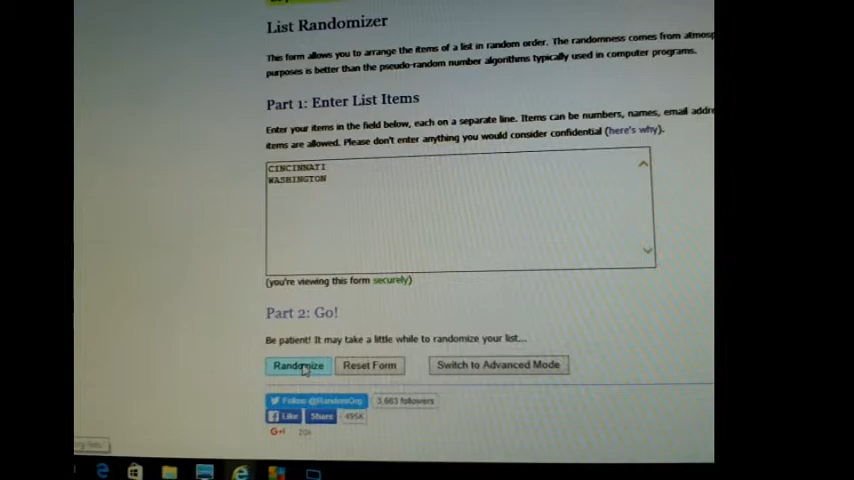 List Randomizer
This form allows you to arrange the items of a list in random order. The randomness comes from atmosp
purposes is better than the pseudo-random number algorithms typically used in computer programs.
Part 1: Enter List Items
Enter your items in the field below, each on a separate line. Items can be numbers, names, email addre
items are allowed. Please don't enter anything you would consider confidential (here's why).
CINCINNATI
WASHINGTON
(you're viewing this form securely)
Part 2: Go!
Be patient! It may take a little while to randomize your list...
Randomize Reset Form Switch to Advanced Mode
Follow @RandomOrg 3,663 followers
Like Share 495K
G+1 20k